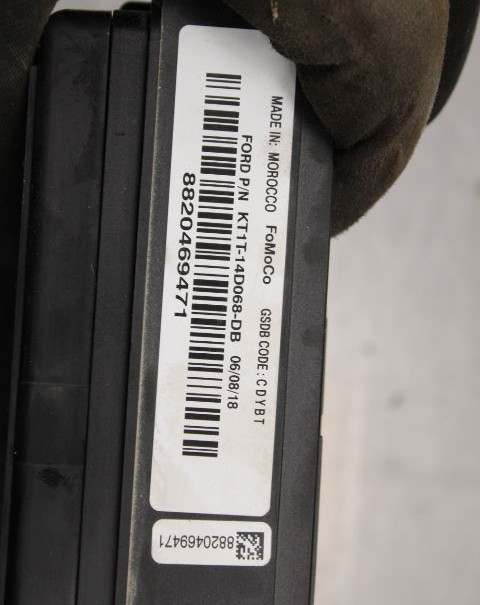 MADE IN: MOROCCO FoMoCo GSDB CODE: CDYBT
FORD P/N KT1T-14D068-DB 06/08/18
8820469471
8820469471